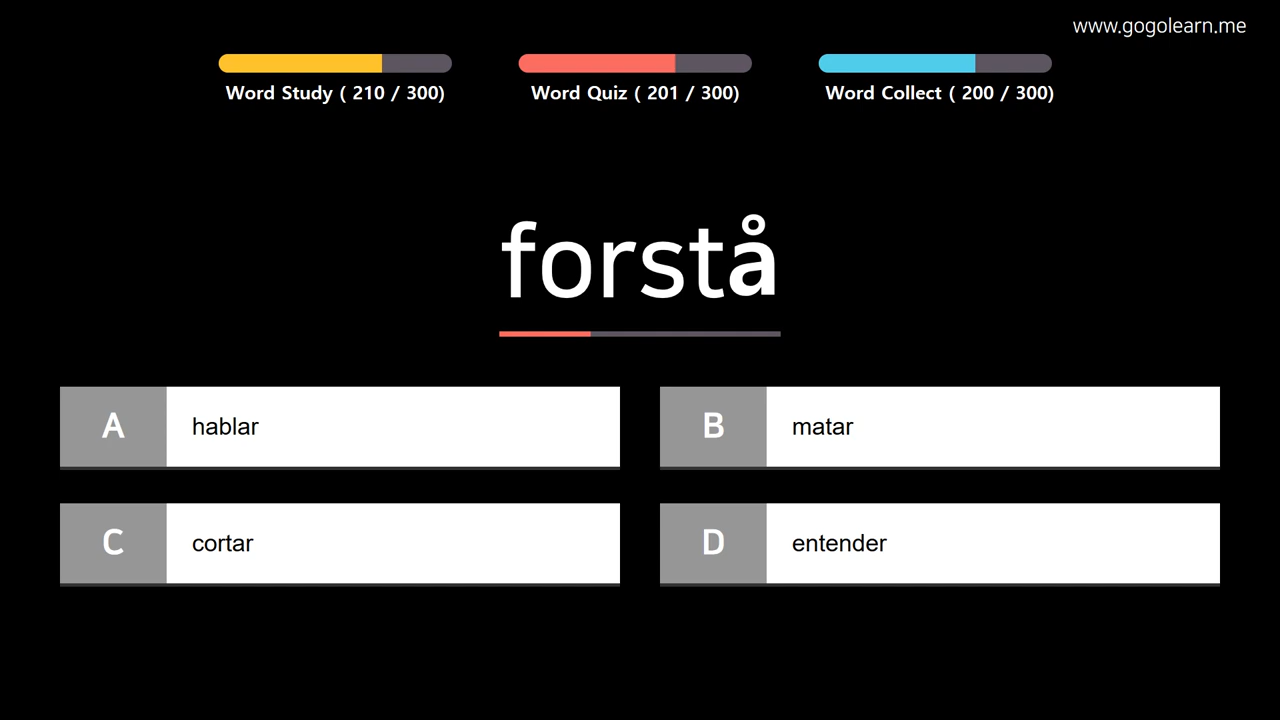 www.gogolearn.me
Word Study ( 210 / 300)
Word Quiz ( 201 / 300)
Word Collect ( 200 / 300)
forstå
A hablar
B matar
C cortar
D entender